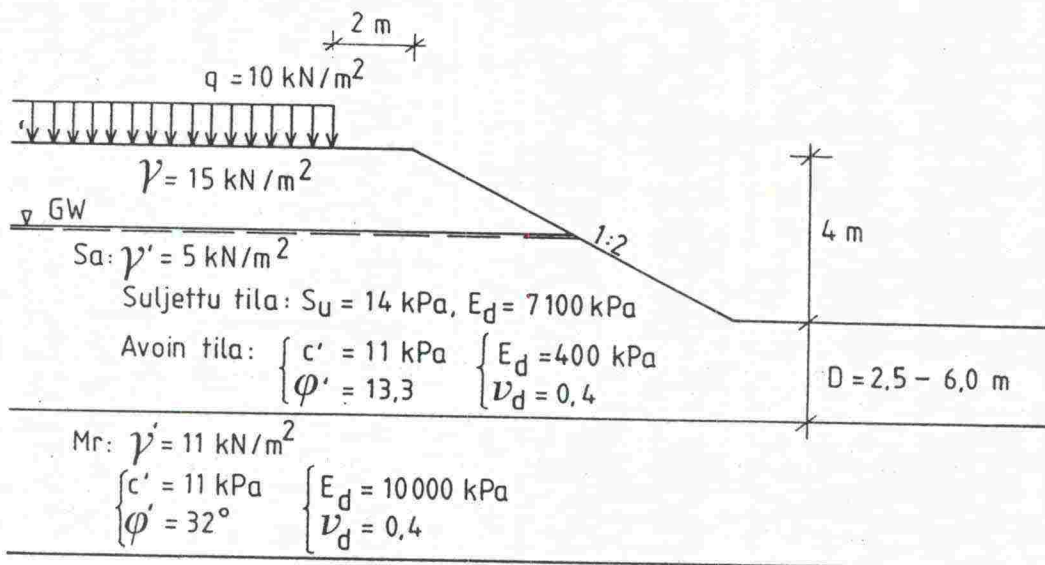 2 m
q = 10 kN/m²
γ = 15 kN/m²
GW
1:2
4 m
Sa: γ' = 5 kN/m²
Suljettu tila: Su = 14 kPa, Ed = 7100 kPa
Avoin tila: c' = 11 kPa Ed = 400 kPa
φ' = 13,3 νd = 0,4
D = 2,5 – 6,0 m
Mr: γ' = 11 kN/m²
c' = 11 kPa Ed = 10000 kPa
φ' = 32° νd = 0,4